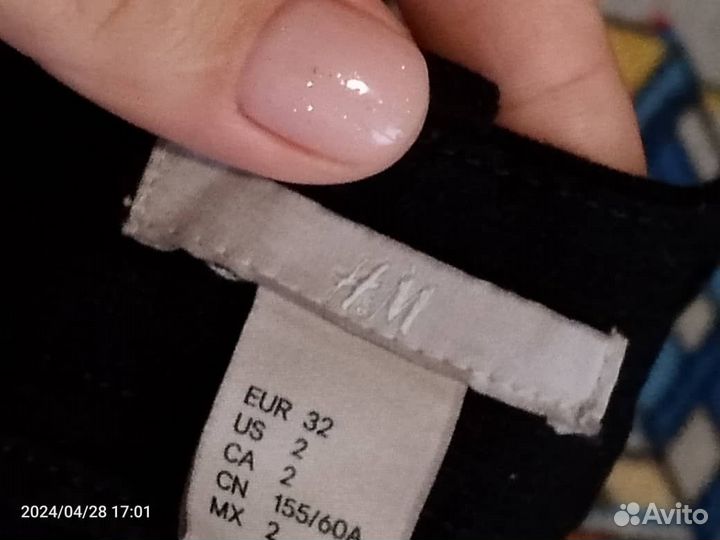 H&M
EUR 32
US 2
CA 2
CN 155/60A
MX 2
2024/04/28 17:01
Avito